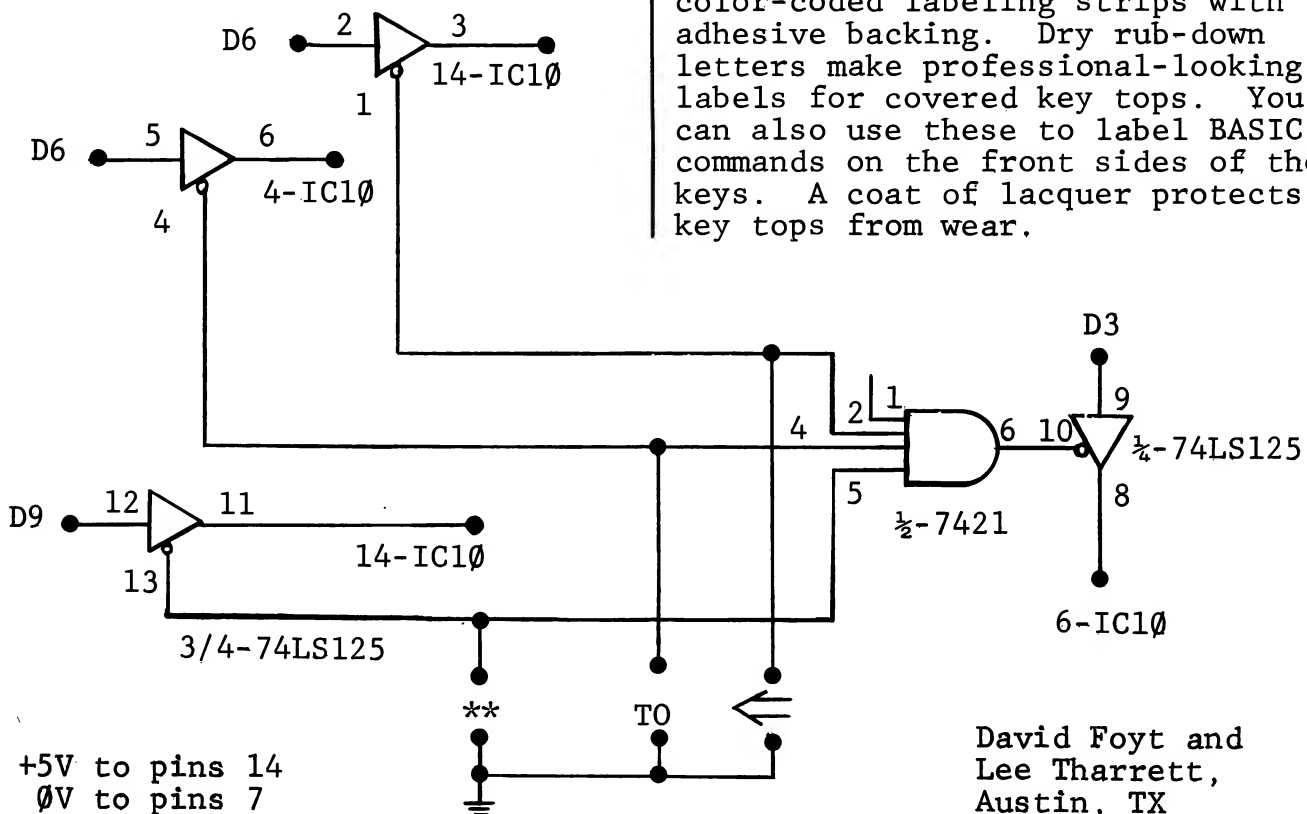 color-coded labeling strips with
adhesive backing. Dry rub-down
letters make professional-looking
labels for covered key tops. You
can also use these to label BASIC
commands on the front sides of the
keys. A coat of lacquer protects
key tops from wear.
D6 2 3
14-IC1Ø
1
D6 5 6
4-IC1Ø
4
D3
9
1
2
4 6 10 ¼-74LS125
5 8
½-7421
D9 12 11
14-IC1Ø
13
6-IC1Ø
3/4-74LS125
** TO ⇐
+5V to pins 14
ØV to pins 7
David Foyt and
Lee Tharrett,
Austin, TX